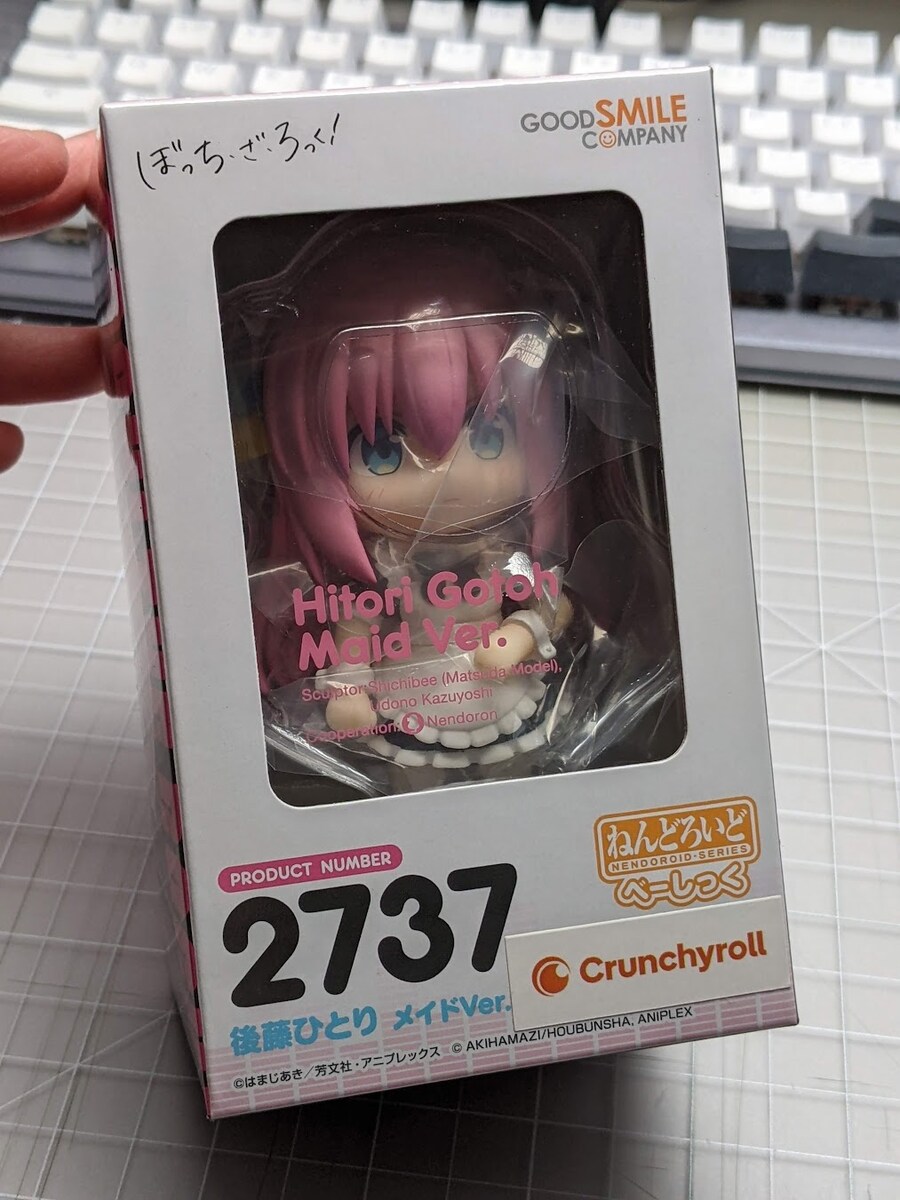 ぼっち・ざ・ろっく!
GOOD SMILE
COMPANY
Hitori Gotoh
Maid Ver.
Sculptor:Shichibee (Matsuda Model),
Udono Kazuyoshi
Cooperation: Nendoron
ねんどろいど
NENDOROID-SERIES
べーしっく
PRODUCT NUMBER
2737
Crunchyroll
後藤ひとり メイドVer.
©はまじあき／芳文社・アニプレックス © AKIHAMAZI/HOUBUNSHA, ANIPLEX